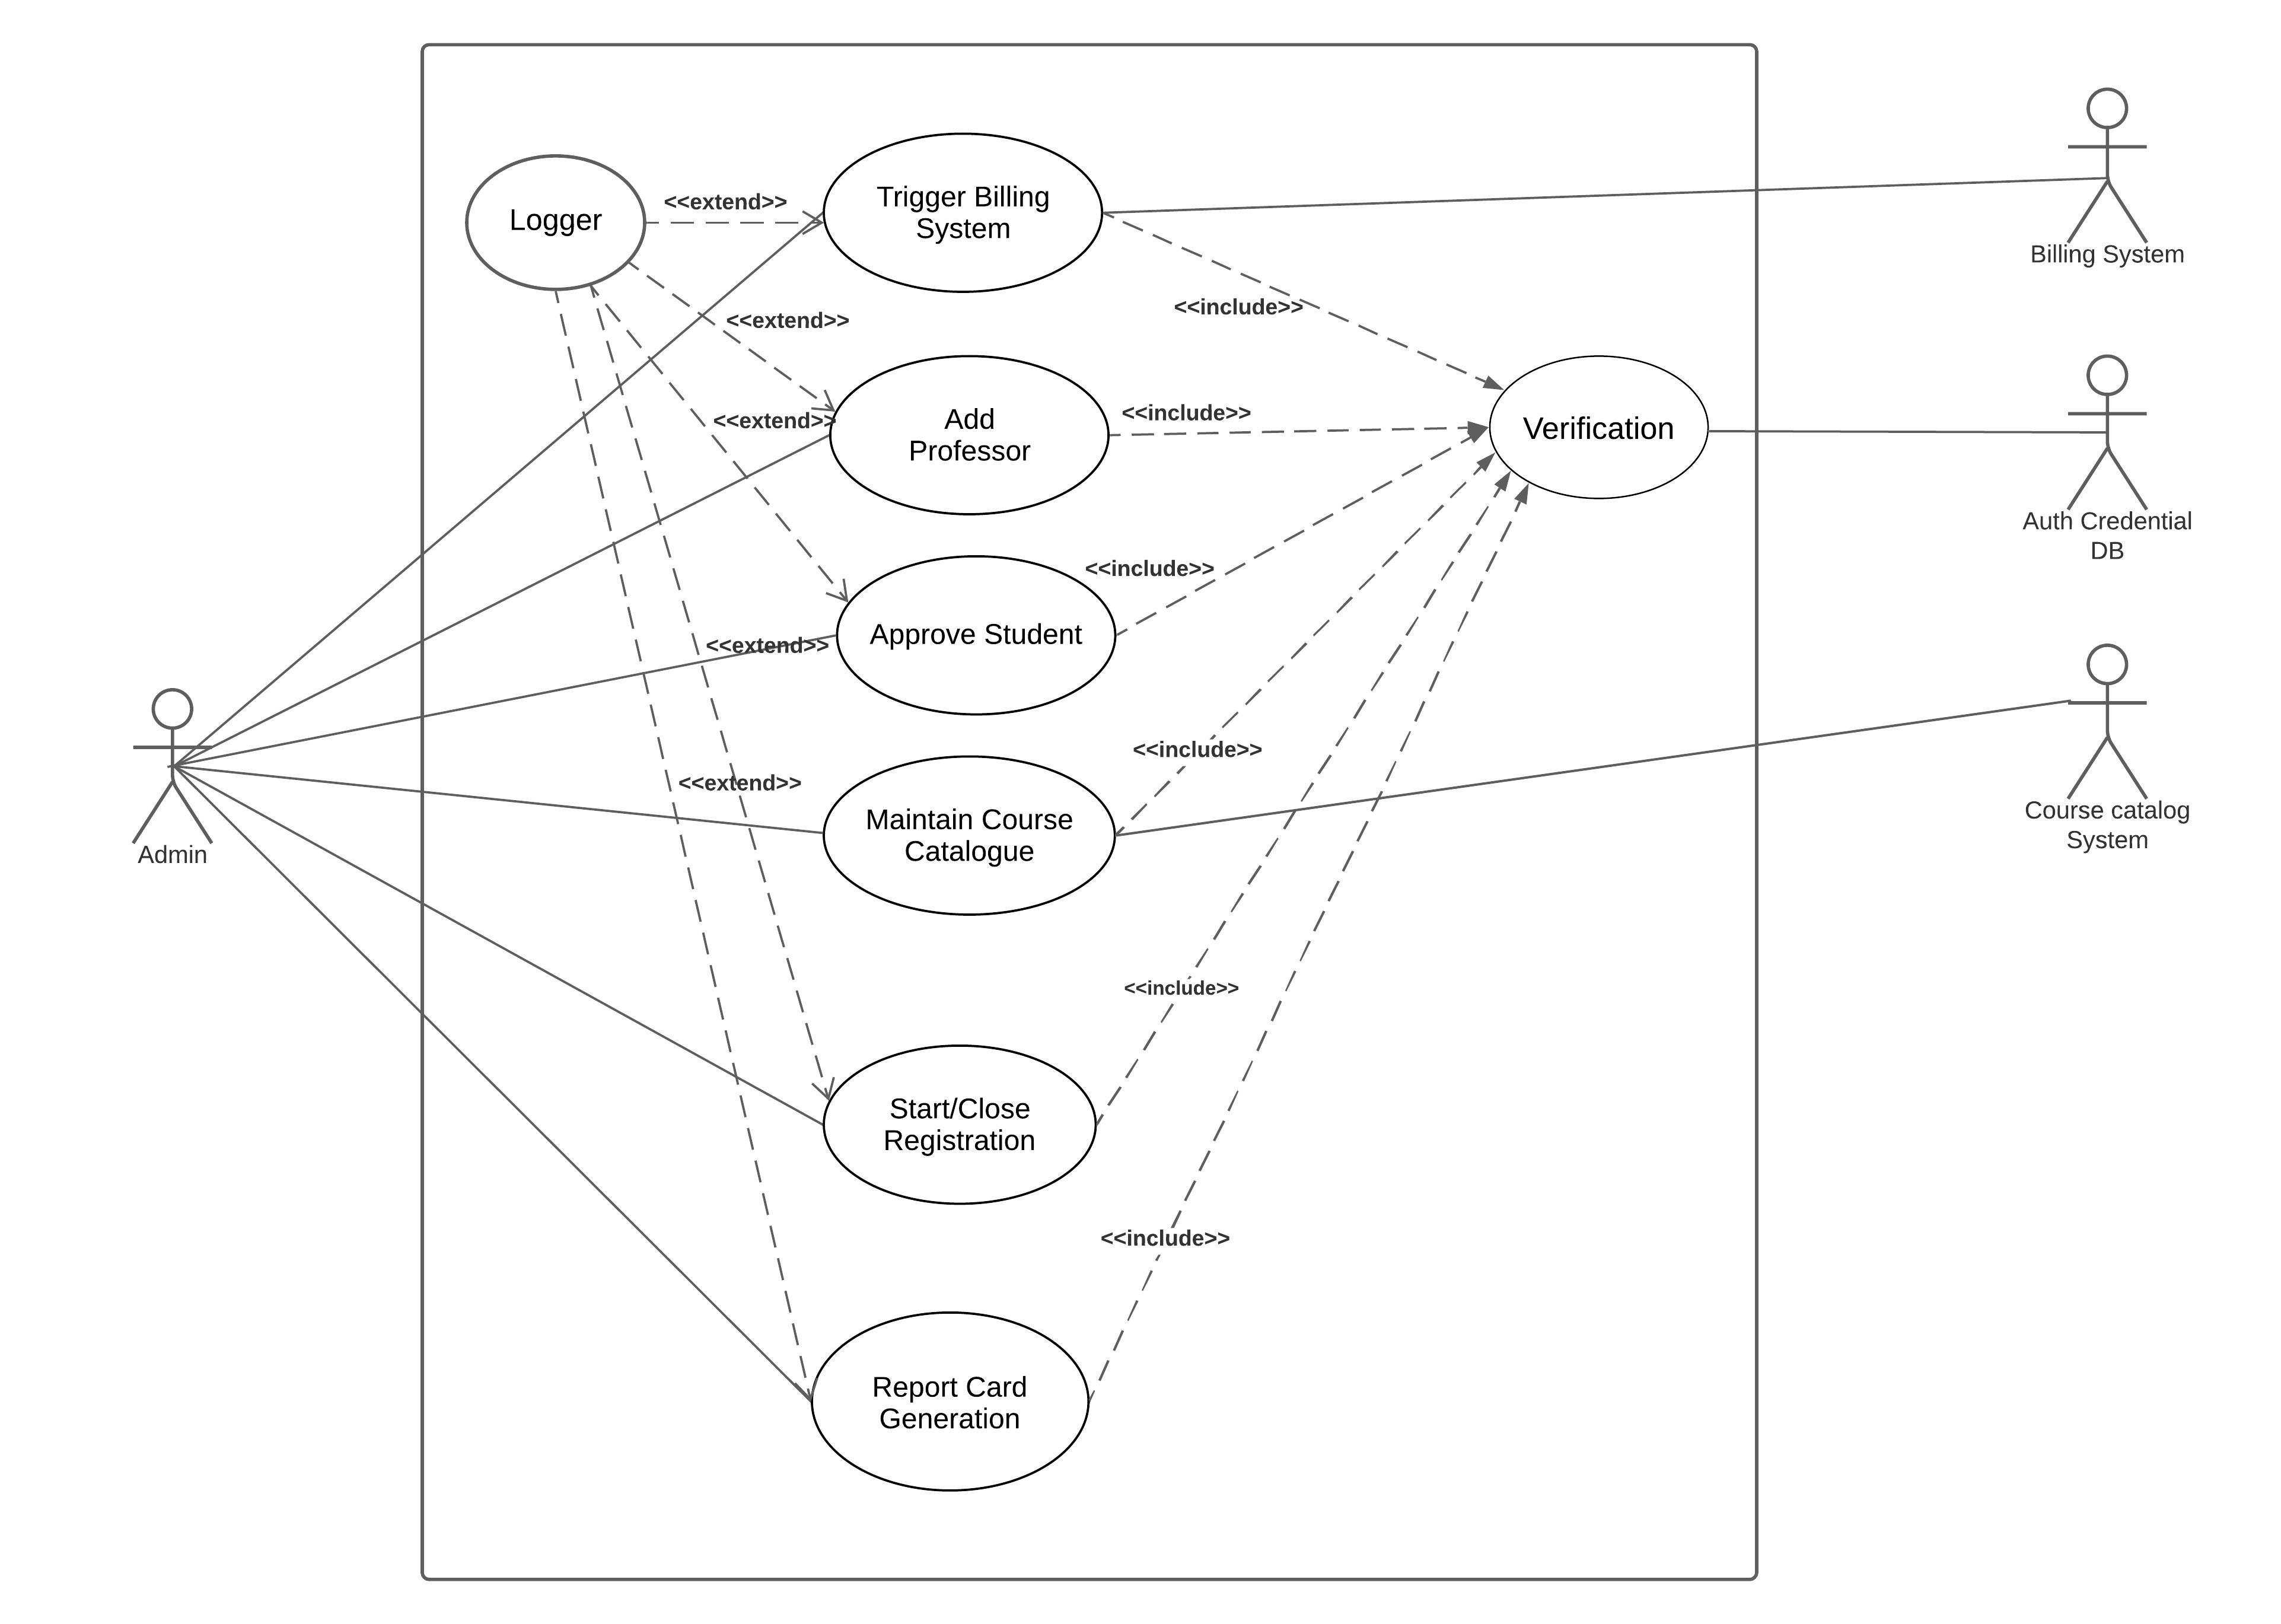 Logger
<<extend>>
Trigger Billing
System
Billing System
<<include>>
<<extend>>
Add
Professor
<<include>>
<<extend>>
Verification
Auth Credential
DB
<<include>>
Approve Student
<<extend>>
<<include>>
<<extend>>
Maintain Course
Catalogue
Course catalog
System
Admin
<<include>>
Start/Close
Registration
<<include>>
Report Card
Generation